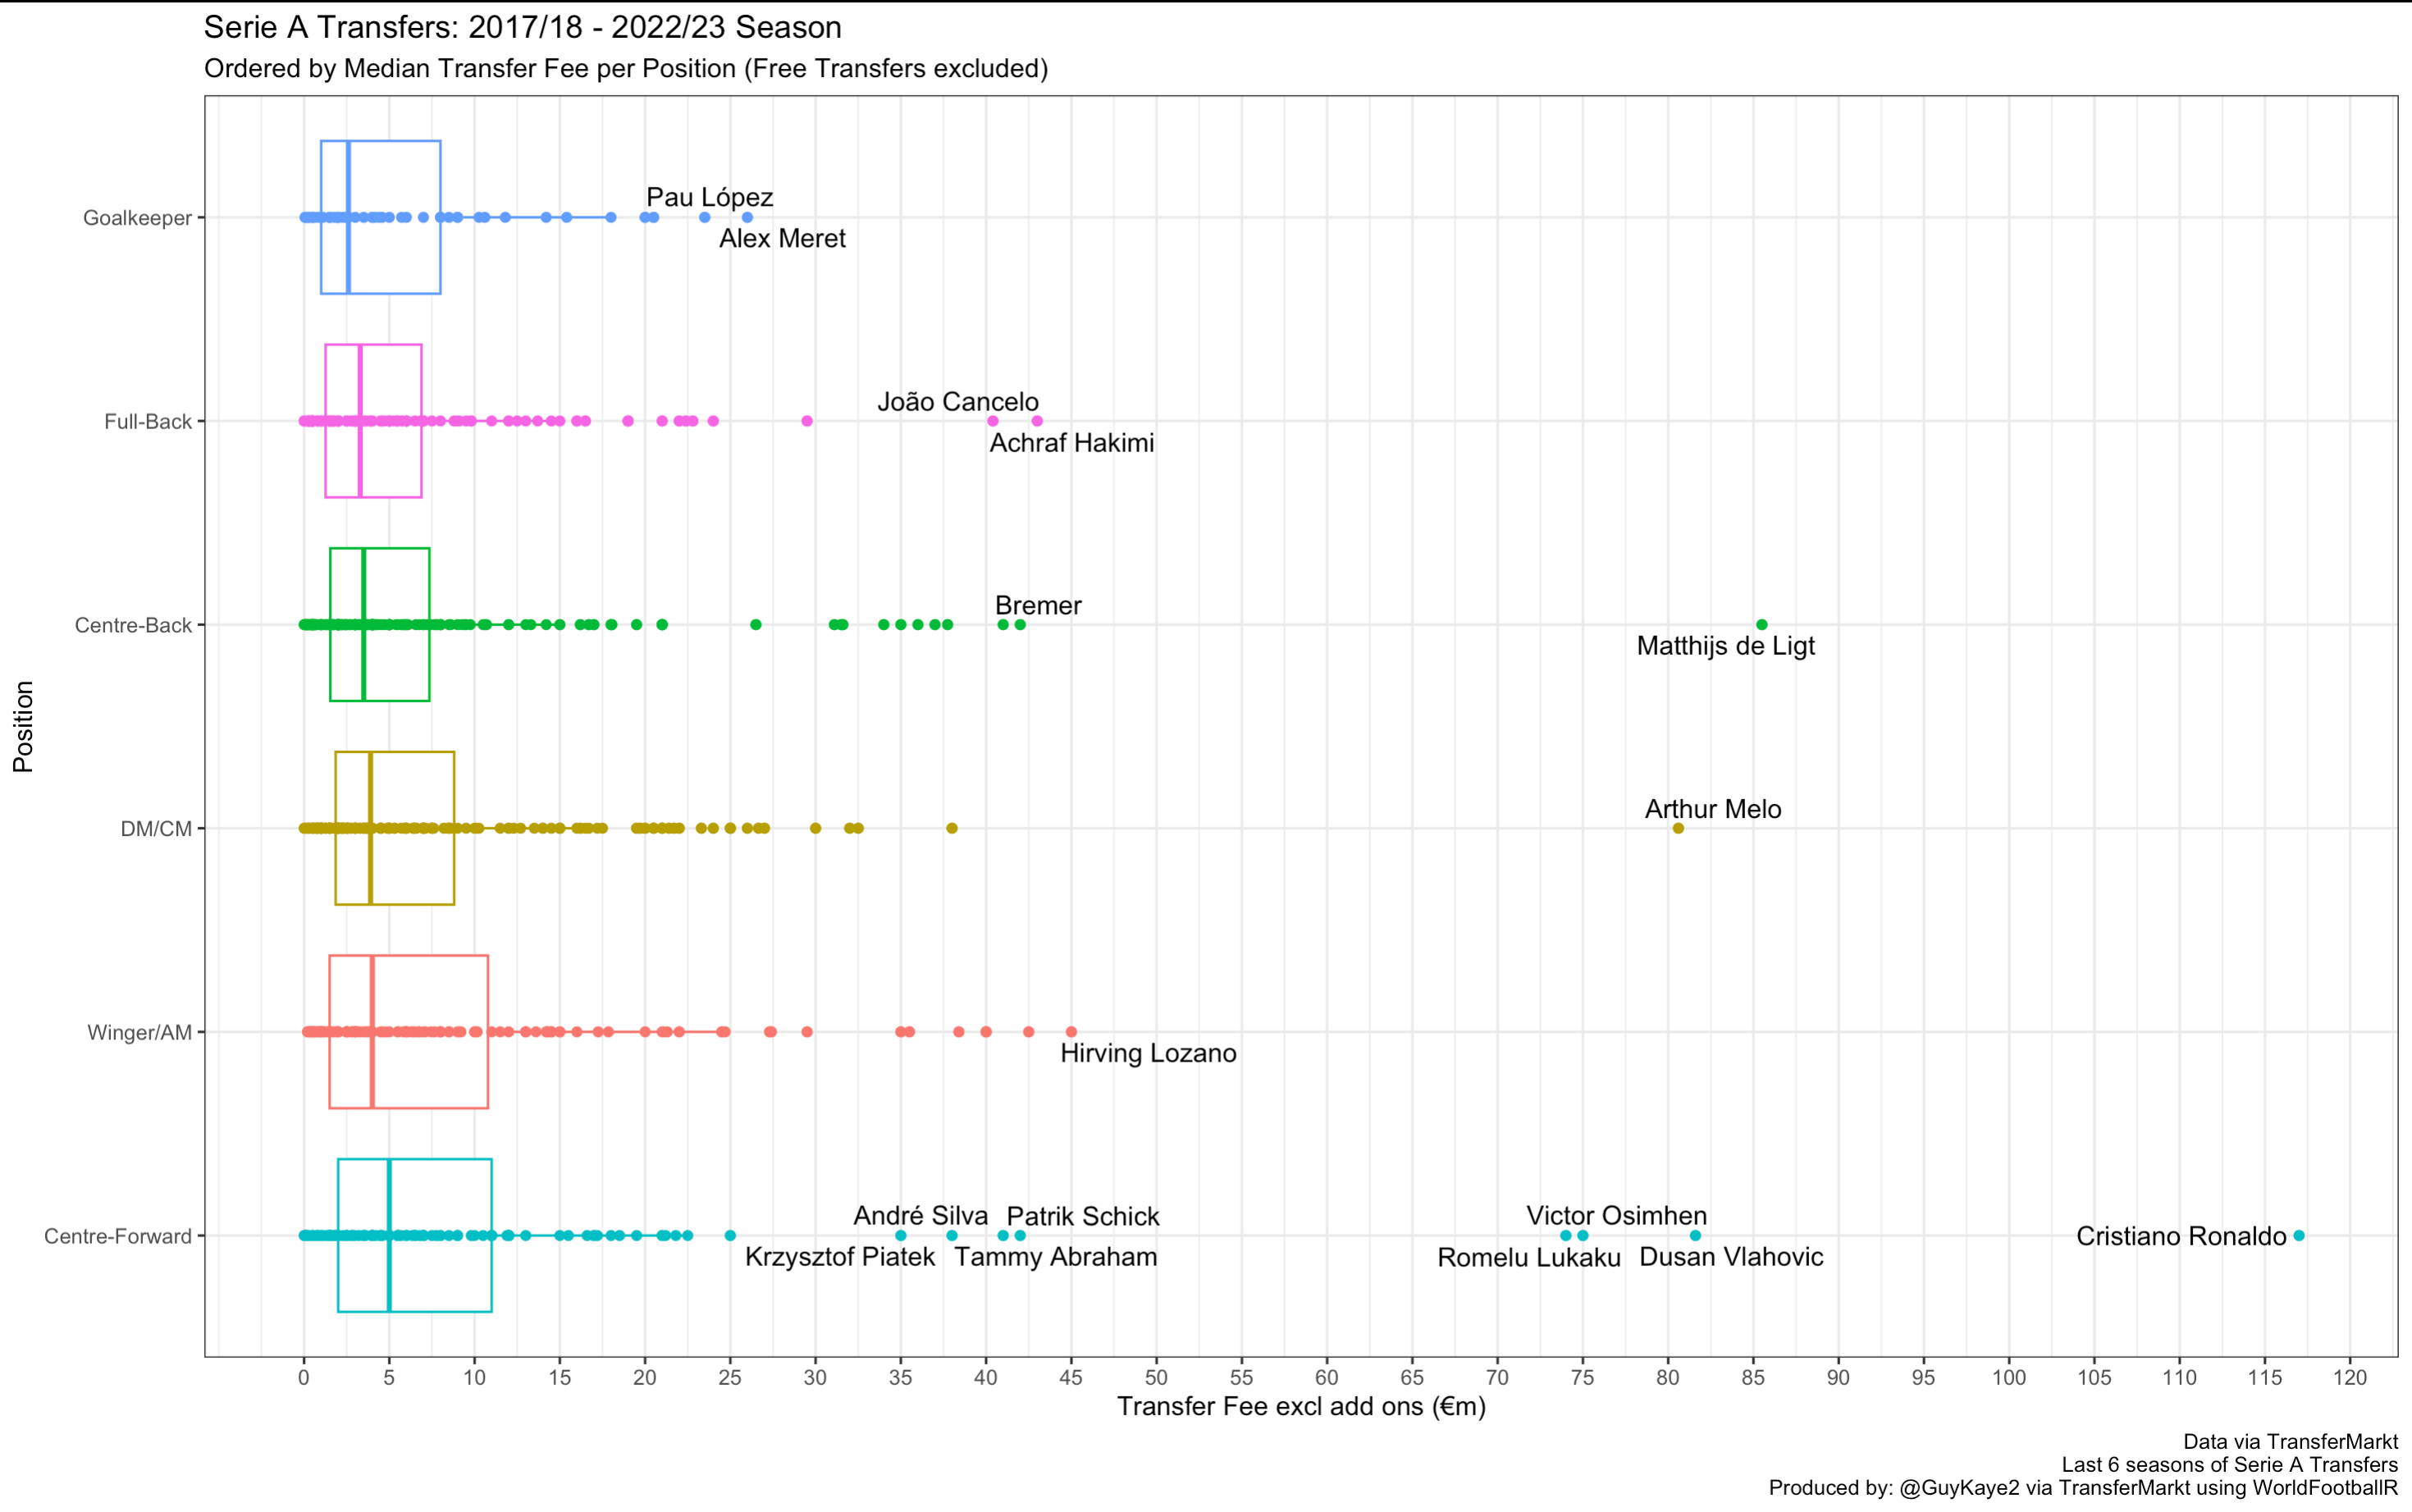 Serie A Transfers: 2017/18 - 2022/23 Season
Ordered by Median Transfer Fee per Position (Free Transfers excluded)
Position
Goalkeeper
Pau López
Alex Meret
Full-Back
João Cancelo
Achraf Hakimi
Centre-Back
Bremer
Matthijs de Ligt
DM/CM
Arthur Melo
Winger/AM
Hirving Lozano
Centre-Forward
André Silva Patrik Schick Victor Osimhen
Cristiano Ronaldo
Krzysztof Piatek Tammy Abraham Romelu Lukaku Dusan Vlahovic
0 5 10 15 20 25 30 35 40 45 50 55 60 65 70 75 80 85 90 95 100 105 110 115 120
Transfer Fee excl add ons (€m)
Data via TransferMarkt
Last 6 seasons of Serie A Transfers
Produced by: @GuyKaye2 via TransferMarkt using WorldFootballR